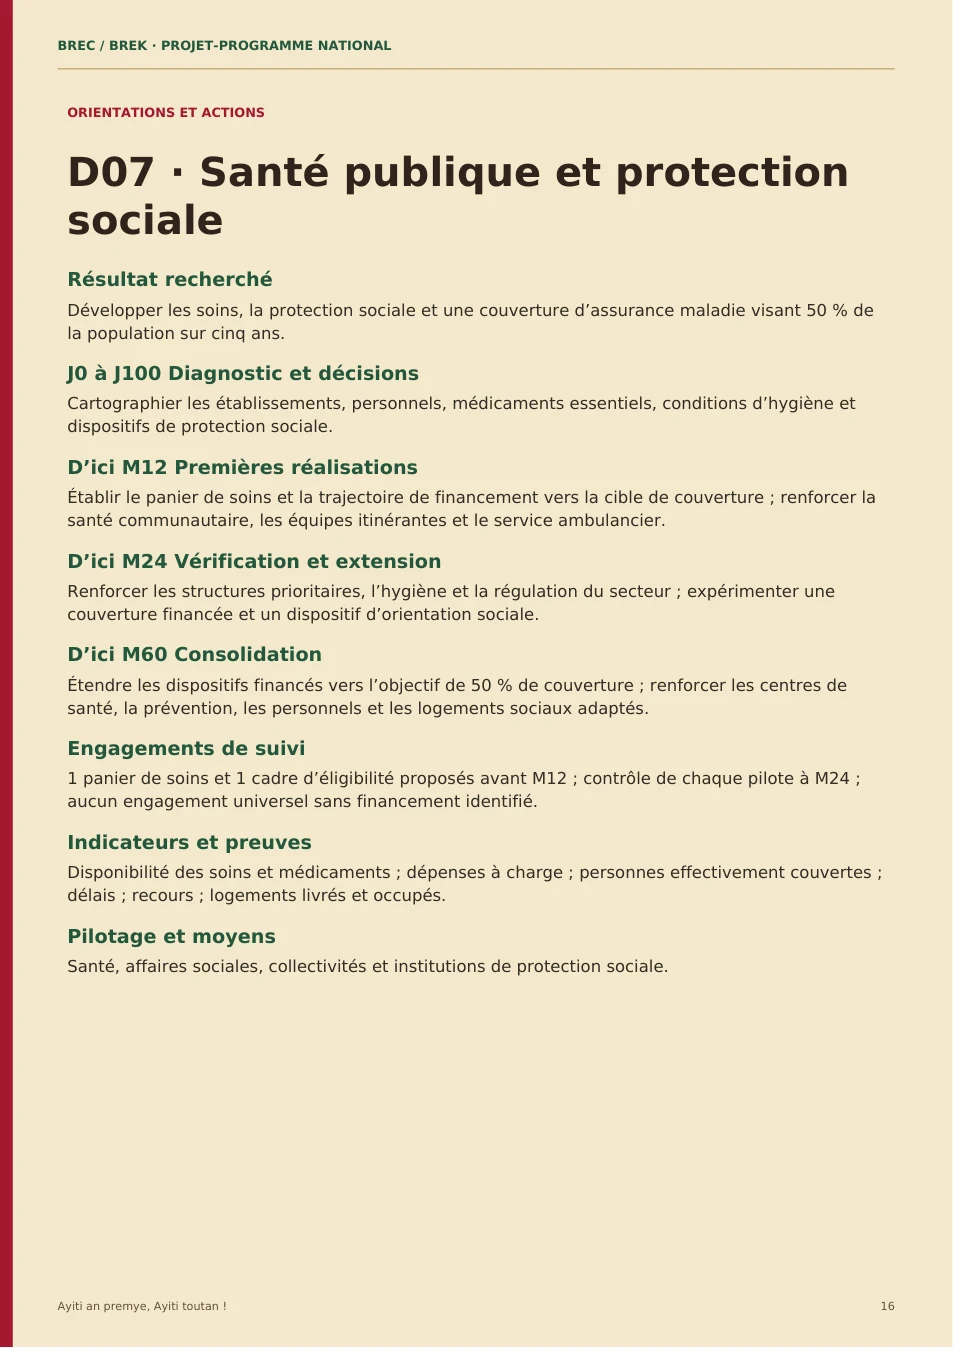 BREC / BREK · PROJET-PROGRAMME NATIONAL
ORIENTATIONS ET ACTIONS
D07 · Santé publique et protection
sociale
Résultat recherché
Développer les soins, la protection sociale et une couverture d’assurance maladie visant 50 % de
la population sur cinq ans.
J0 à J100 Diagnostic et décisions
Cartographier les établissements, personnels, médicaments essentiels, conditions d’hygiène et
dispositifs de protection sociale.
D’ici M12 Premières réalisations
Établir le panier de soins et la trajectoire de financement vers la cible de couverture ; renforcer la
santé communautaire, les équipes itinérantes et le service ambulancier.
D’ici M24 Vérification et extension
Renforcer les structures prioritaires, l’hygiène et la régulation du secteur ; expérimenter une
couverture financée et un dispositif d’orientation sociale.
D’ici M60 Consolidation
Étendre les dispositifs financés vers l’objectif de 50 % de couverture ; renforcer les centres de
santé, la prévention, les personnels et les logements sociaux adaptés.
Engagements de suivi
1 panier de soins et 1 cadre d’éligibilité proposés avant M12 ; contrôle de chaque pilote à M24 ;
aucun engagement universel sans financement identifié.
Indicateurs et preuves
Disponibilité des soins et médicaments ; dépenses à charge ; personnes effectivement couvertes ;
délais ; recours ; logements livrés et occupés.
Pilotage et moyens
Santé, affaires sociales, collectivités et institutions de protection sociale.
Ayiti an premye, Ayiti toutan !
16